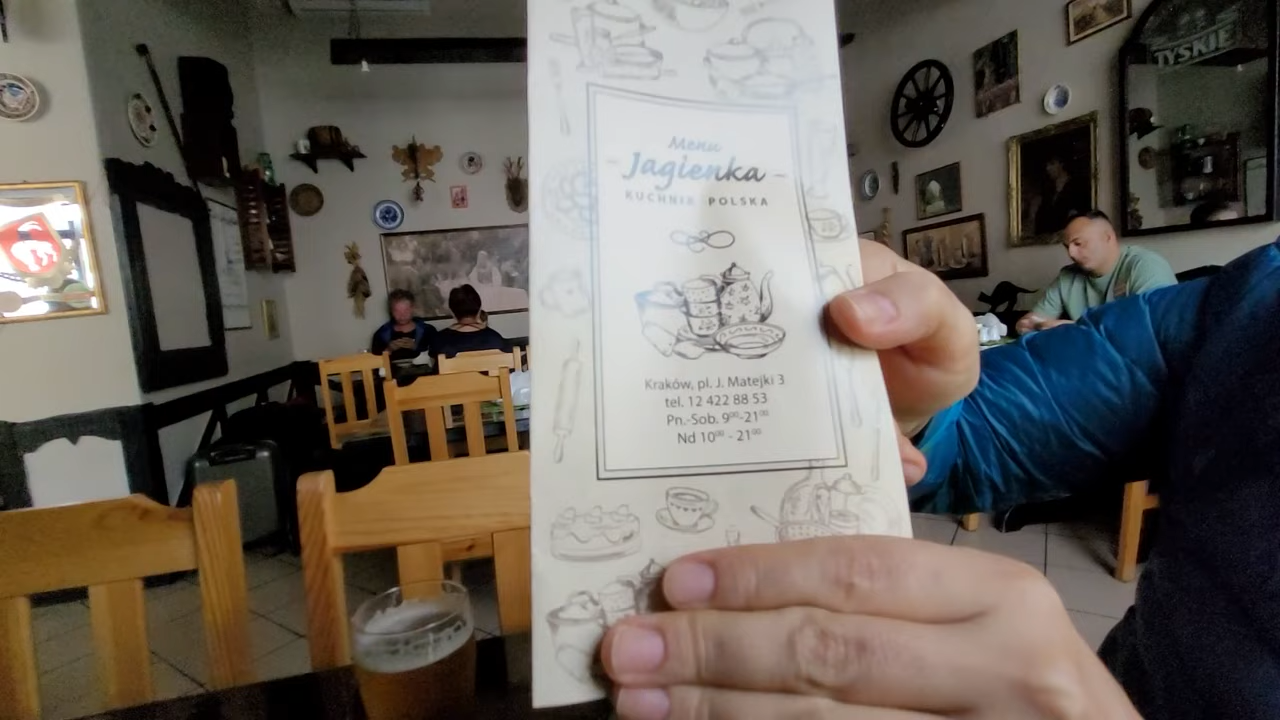 TYSKIE
Menu
Jagienka
KUCHNIA POLSKA
Kraków, pl. J. Matejki 3
tel. 12 422 88 53
Pn.-Sob. 9⁰⁰-21⁰⁰
Nd 10⁰⁰ - 21⁰⁰